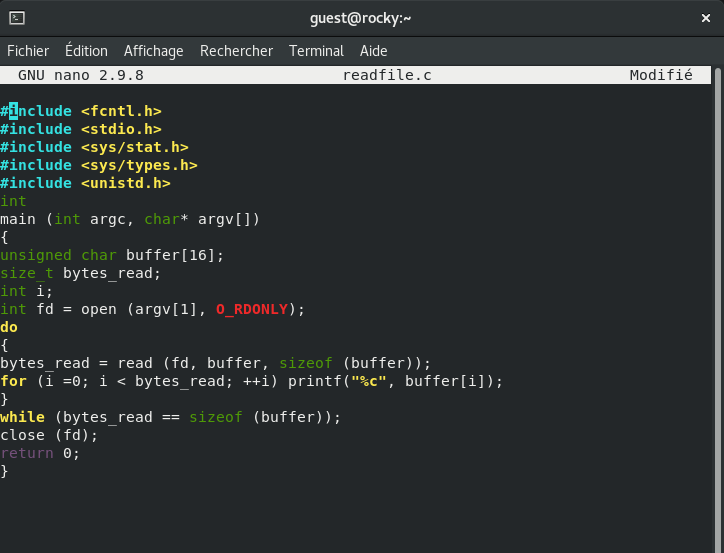 guest@rocky:~
Fichier Édition Affichage Rechercher Terminal Aide
GNU nano 2.9.8 readfile.c Modifié
#include <fcntl.h>
#include <stdio.h>
#include <sys/stat.h>
#include <sys/types.h>
#include <unistd.h>
int
main (int argc, char* argv[])
{
unsigned char buffer[16];
size_t bytes_read;
int i;
int fd = open (argv[1], O_RDONLY);
do
{
bytes_read = read (fd, buffer, sizeof (buffer));
for (i =0; i < bytes_read; ++i) printf("%c", buffer[i]);
}
while (bytes_read == sizeof (buffer));
close (fd);
return 0;
}